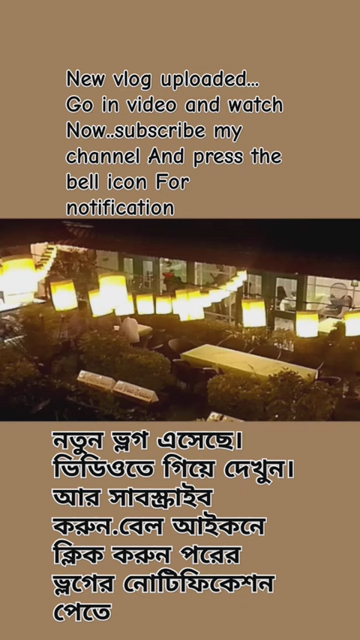 New vlog uploaded...
Go in video and watch
Now..subscribe my
channel And press the
bell icon For
notification
নতুন ভ্লগ এসেছে।
ভিডিওতে গিয়ে দেখুন।
আর সাবস্ক্রাইব
করুন.বেল আইকনে
ক্লিক করুন পরের
ভ্লগের নোটিফিকেশন
পেতে